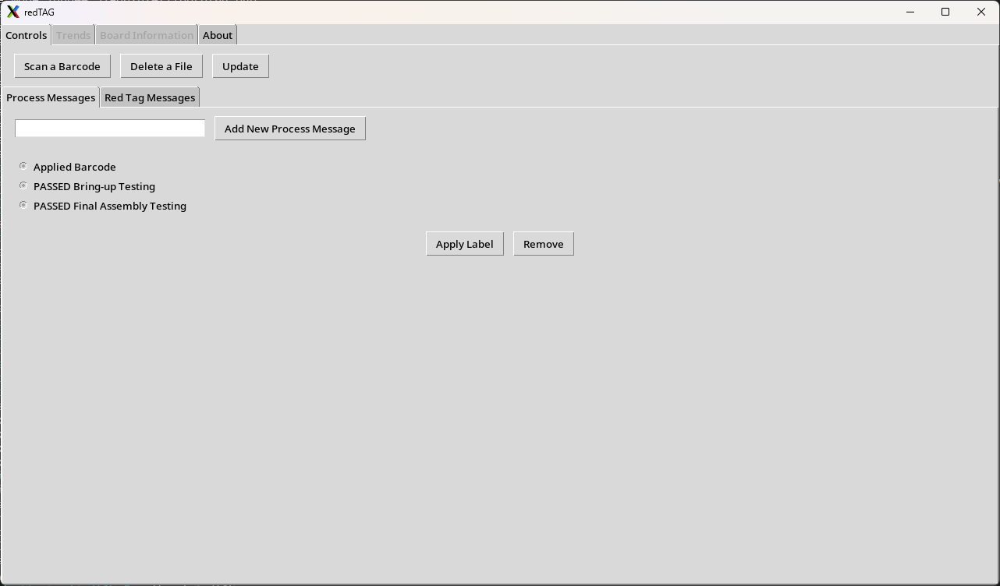 redTAG
Controls Trends Board Information About
Scan a Barcode Delete a File Update
Process Messages Red Tag Messages
Add New Process Message
Applied Barcode
PASSED Bring-up Testing
PASSED Final Assembly Testing
Apply Label Remove